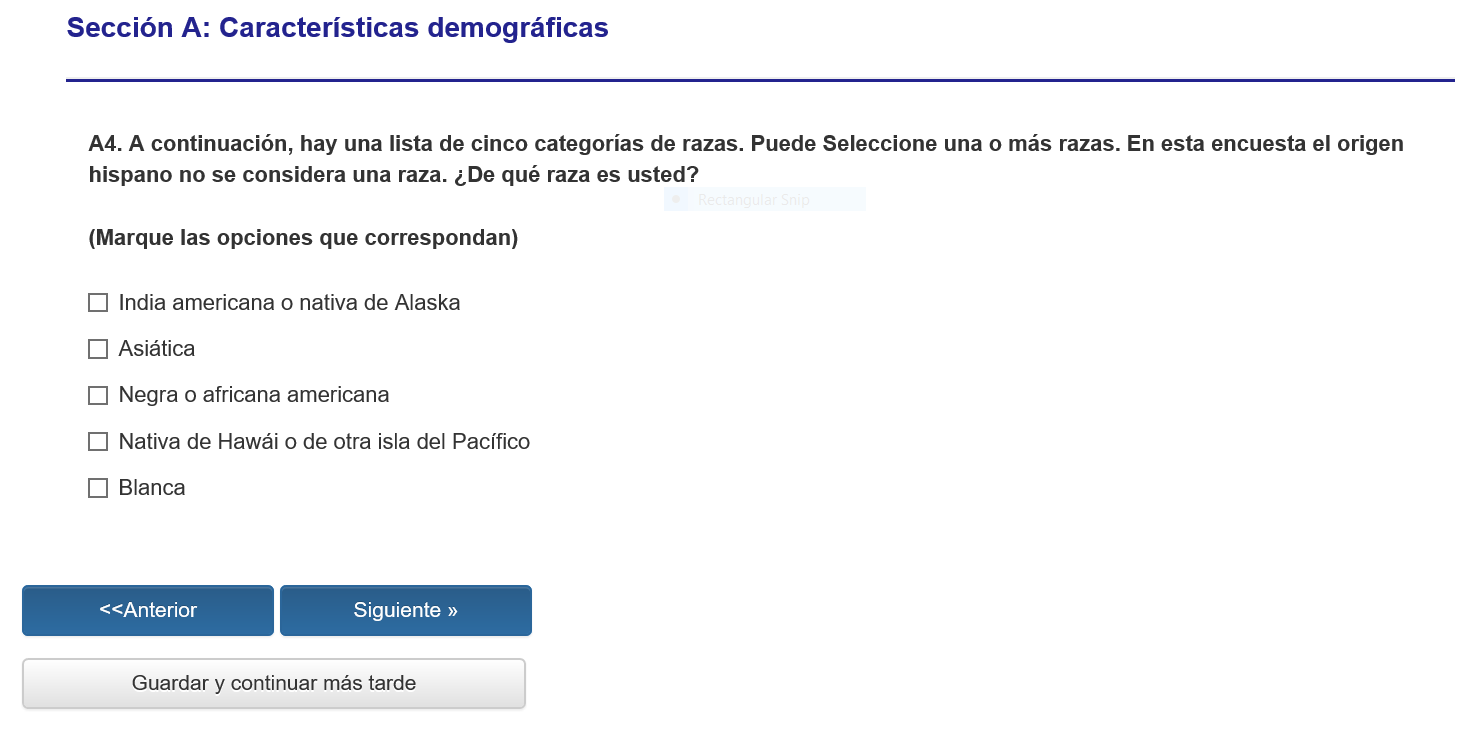 Sección A: Características demográficas
A4. A continuación, hay una lista de cinco categorías de razas. Puede Seleccione una o más razas. En esta encuesta el origen
hispano no se considera una raza. ¿De qué raza es usted?
Rectangular Snip
(Marque las opciones que correspondan)
India americana o nativa de Alaska
Asiática
Negra o africana americana
Nativa de Hawái o de otra isla del Pacífico
Blanca
<<Anterior
Siguiente »
Guardar y continuar más tarde